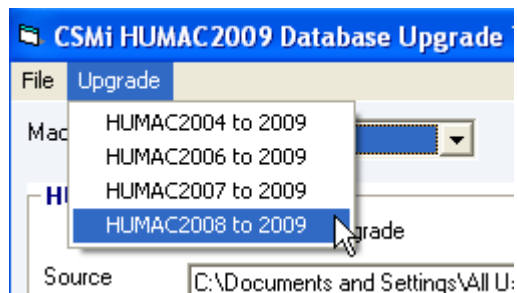 CSMi HUMAC2009 Database Upgrade
File Upgrade
HUMAC2004 to 2009
HUMAC2006 to 2009
HUMAC2007 to 2009
HUMAC2008 to 2009
Source C:\Documents and Settings\All